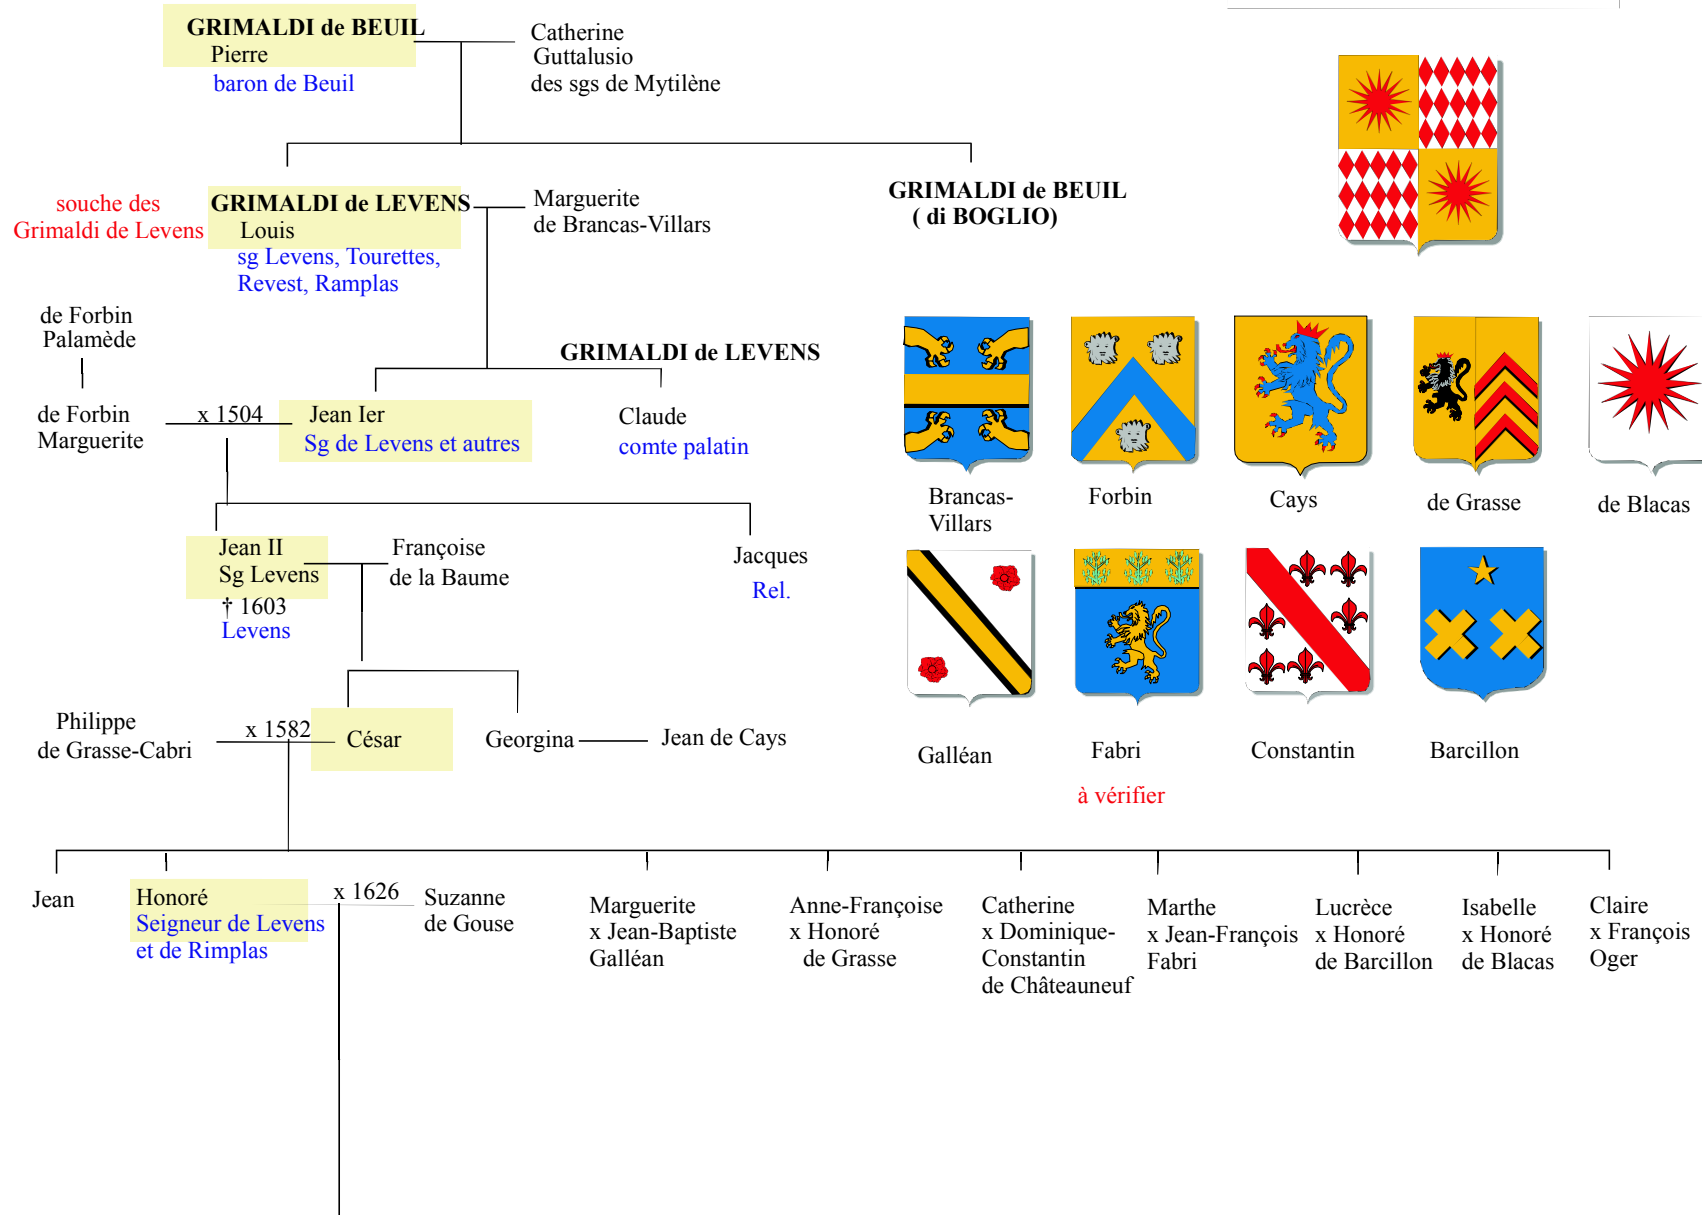 GRIMALDI de BEUIL
Pierre
baron de Beuil
Catherine
Guttalusio
des sgs de Mytilène
souche des
Grimaldi de Levens
GRIMALDI de LEVENS
Louis
sg Levens, Tourettes,
Revest, Ramplas
Marguerite
de Brancas-Villars
GRIMALDI de BEUIL
( di BOGLIO)
de Forbin
Palamède
GRIMALDI de LEVENS
de Forbin
Marguerite
x 1504
Jean Ier
Sg de Levens et autres
Claude
comte palatin
Brancas-
Villars
Forbin
Cays
de Grasse
de Blacas
Jean II
Sg Levens
† 1603
Levens
Françoise
de la Baume
Jacques
Rel.
Philippe
de Grasse-Cabri
x 1582
César
Georgina
Jean de Cays
Galléan
Fabri
à vérifier
Constantin
Barcillon
Jean
Honoré
Seigneur de Levens
et de Rimplas
x 1626
Suzanne
de Gouse
Marguerite
x Jean-Baptiste
Galléan
Anne-Françoise
x Honoré
de Grasse
Catherine
x Dominique-
Constantin
de Châteauneuf
Marthe
x Jean-François
Fabri
Lucrèce
x Honoré
de Barcillon
Isabelle
x Honoré
de Blacas
Claire
x François
Oger